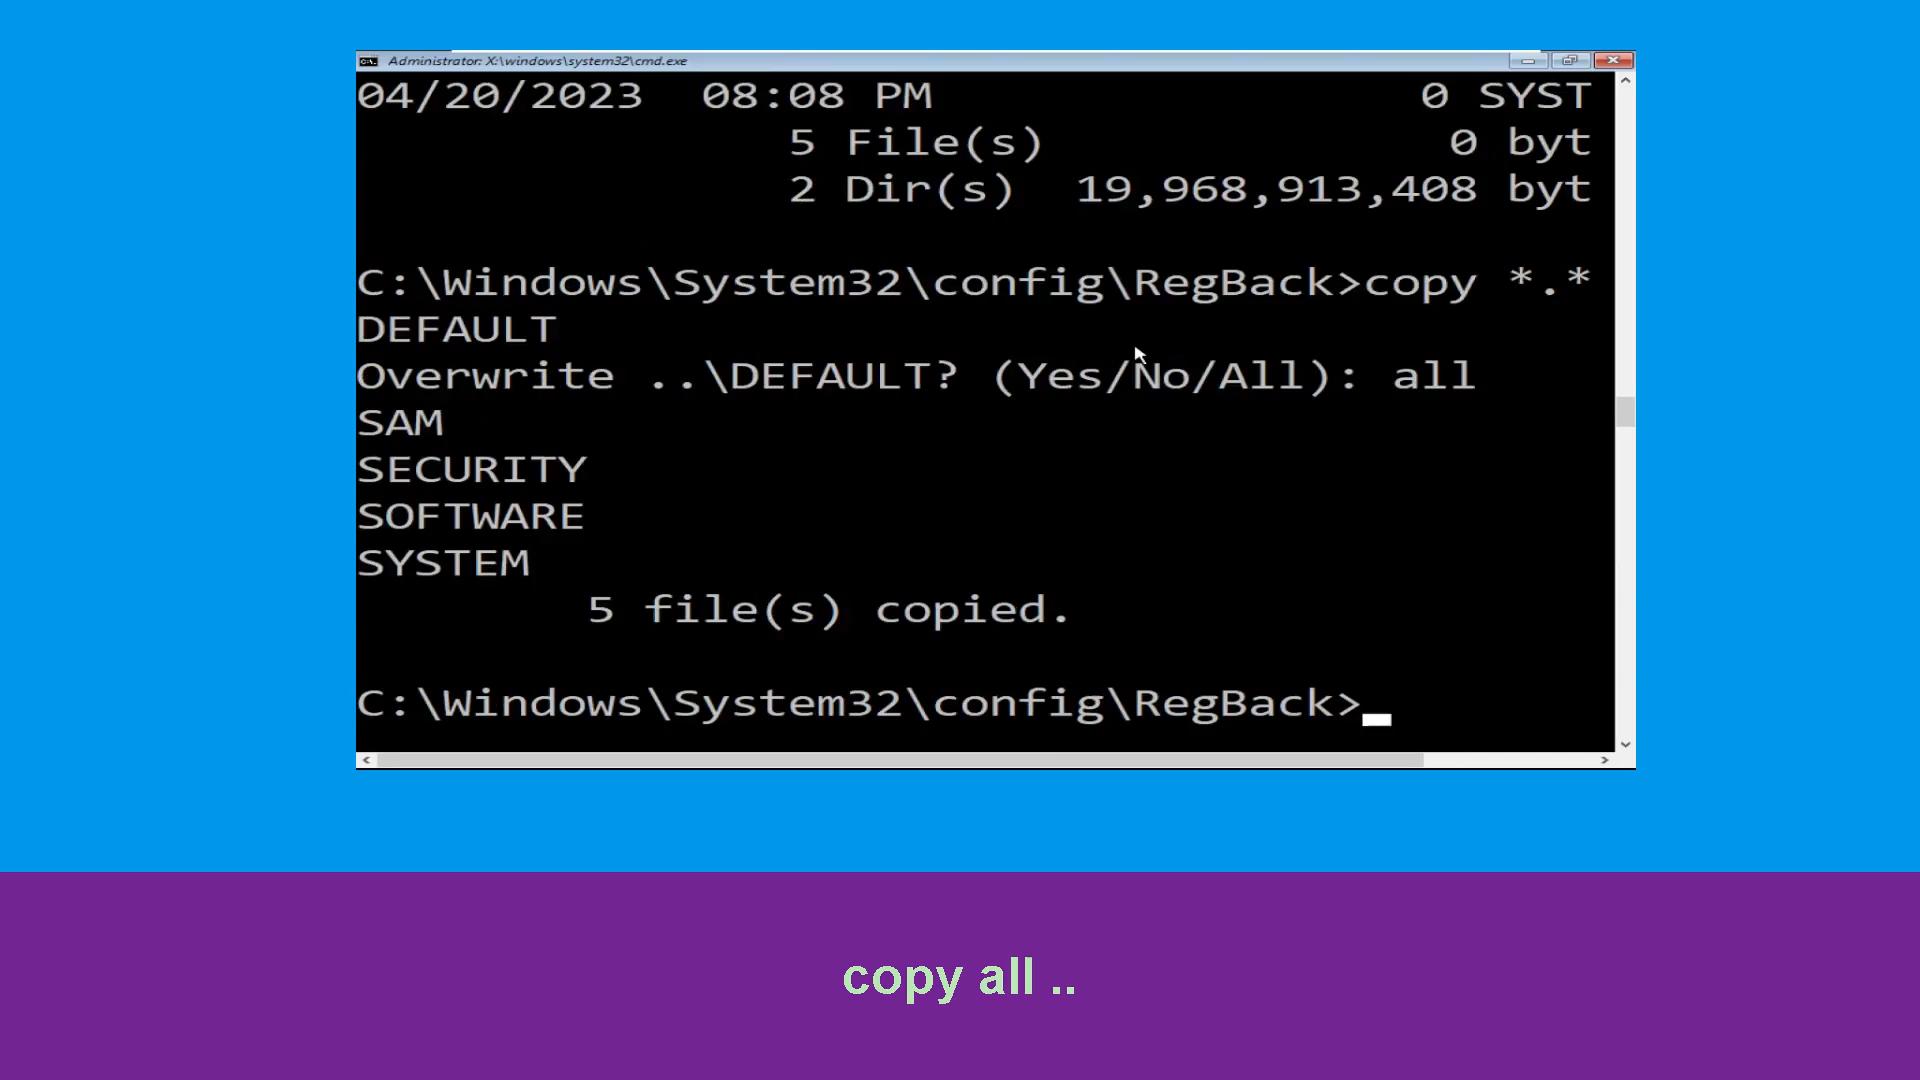 Administrator: X:\windows\system32\cmd.exe
04/20/2023 08:08 PM 0 SYST
5 File(s) 0 byt
2 Dir(s) 19,968,913,408 byt
C:\Windows\System32\config\RegBack>copy *.*
DEFAULT
Overwrite ..\DEFAULT? (Yes/No/All): all
SAM
SECURITY
SOFTWARE
SYSTEM
5 file(s) copied.
C:\Windows\System32\config\RegBack>
copy all ..